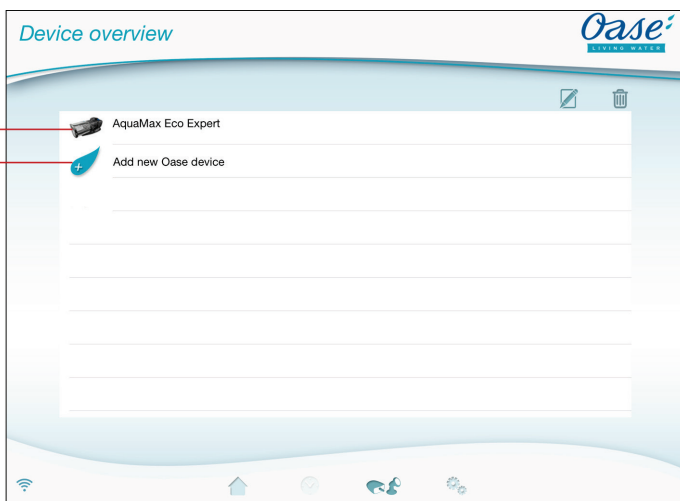 Device overview
Oase
LIVING WATER
AquaMax Eco Expert
Add new Oase device